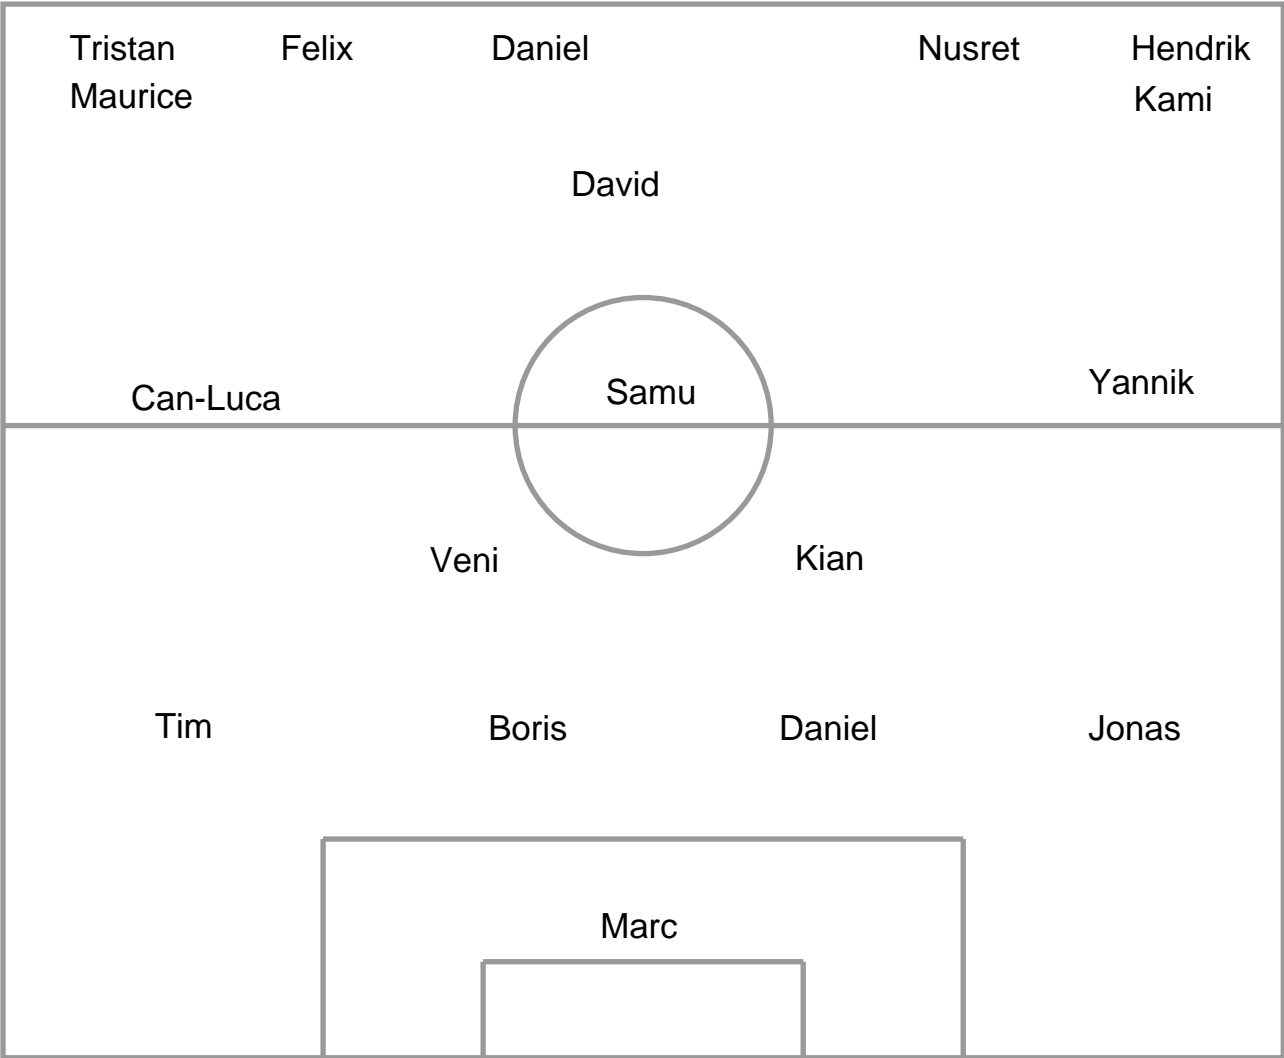 Tristan Felix Daniel Nusret Hendrik
Maurice Kami
David
Can-Luca Samu Yannik
Veni Kian
Tim Boris Daniel Jonas
Marc